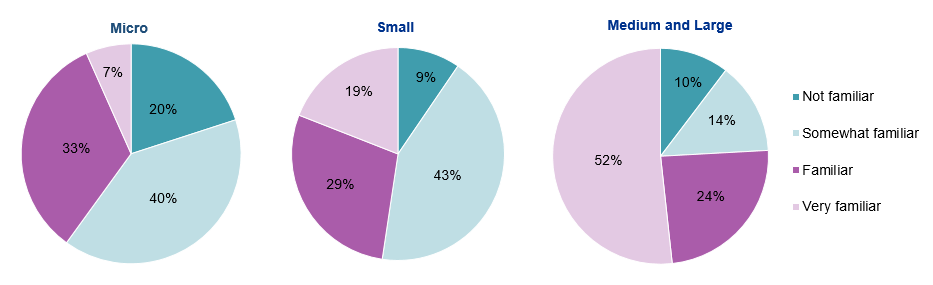 Micro
Small
Medium and Large
7%
20%
33%
40%
19%
9%
29%
43%
10%
14%
52%
24%
Not familiar
Somewhat familiar
Familiar
Very familiar